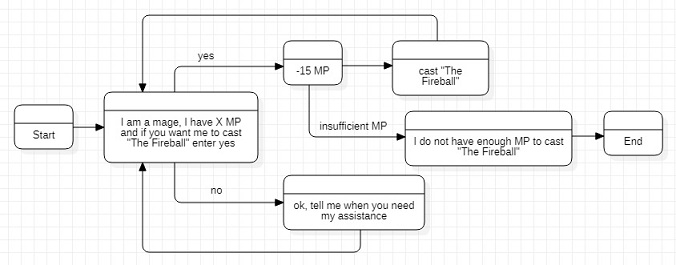 yes
-15 MP
cast "The
Fireball"
Start
I am a mage, I have X MP
and if you want me to cast
"The Fireball" enter yes
insufficient MP
I do not have enough MP to cast
"The Fireball"
End
no
ok, tell me when you need
my assistance